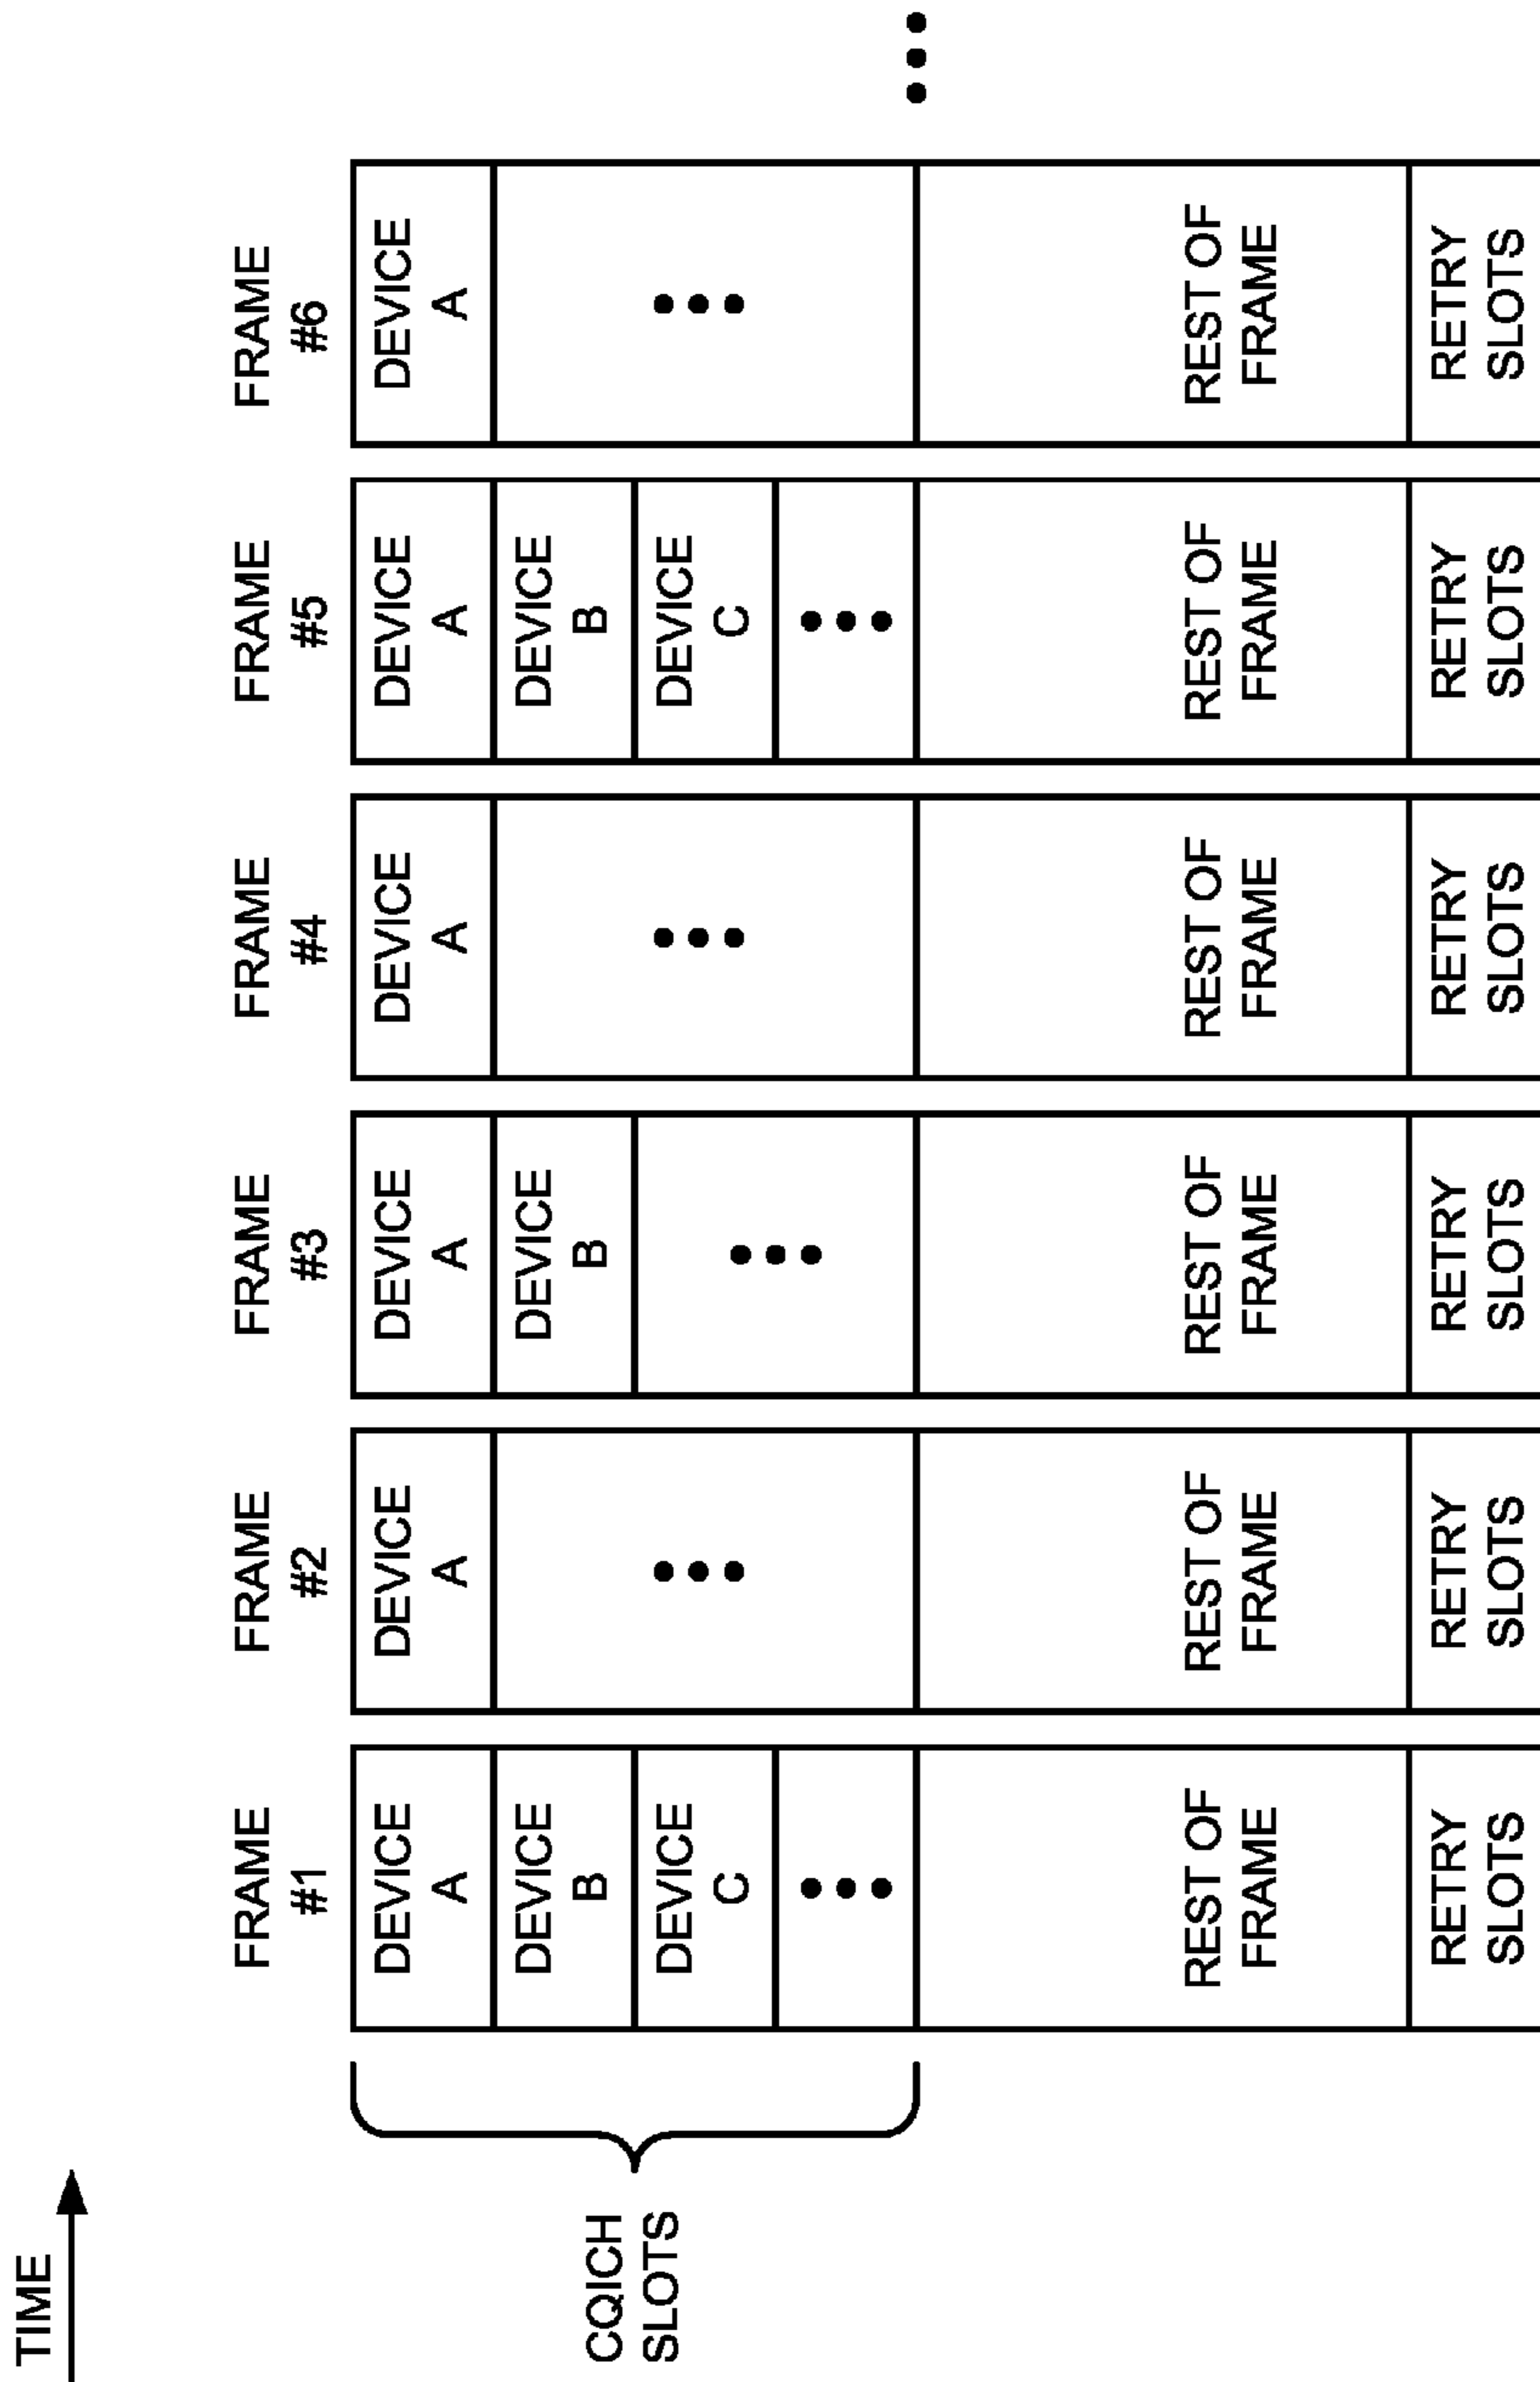 TIME
FRAME
#1
FRAME
#2
FRAME
#3
FRAME
#4
FRAME
#5
FRAME
#6
CQICH
SLOTS
DEVICE
A
DEVICE
B
DEVICE
C
REST OF
FRAME
RETRY
SLOTS
DEVICE
A
REST OF
FRAME
RETRY
SLOTS
DEVICE
A
DEVICE
B
REST OF
FRAME
RETRY
SLOTS
DEVICE
A
REST OF
FRAME
RETRY
SLOTS
DEVICE
A
DEVICE
B
DEVICE
C
REST OF
FRAME
RETRY
SLOTS
DEVICE
A
REST OF
FRAME
RETRY
SLOTS